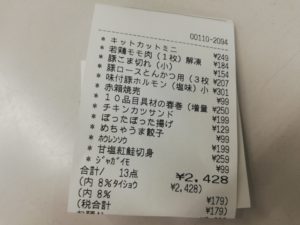 00110-2094
* キットカットミニ ¥249
* 若鶏モモ肉(1枚)解凍 ¥184
* 豚こま切れ(小) ¥154
* 豚ロースとんかつ用(3枚 ¥207
* 味付豚ホルモン(塩味)小 ¥301
* 赤箱焼売 ¥99
* 10品目具材の春巻(増量 ¥250
* チキンカツサンド ¥199
* ぽったぽった揚げ ¥99
* めちゃうま餃子 ¥199
* ホウレンソウ ¥129
* 甘塩紅鮭切身 ¥259
* ジャガイモ ¥99
合計/ 13点 ¥2,428
(内 8%タイショウ ¥2,428)
(内 8% ¥179)
(税合計 ¥179)